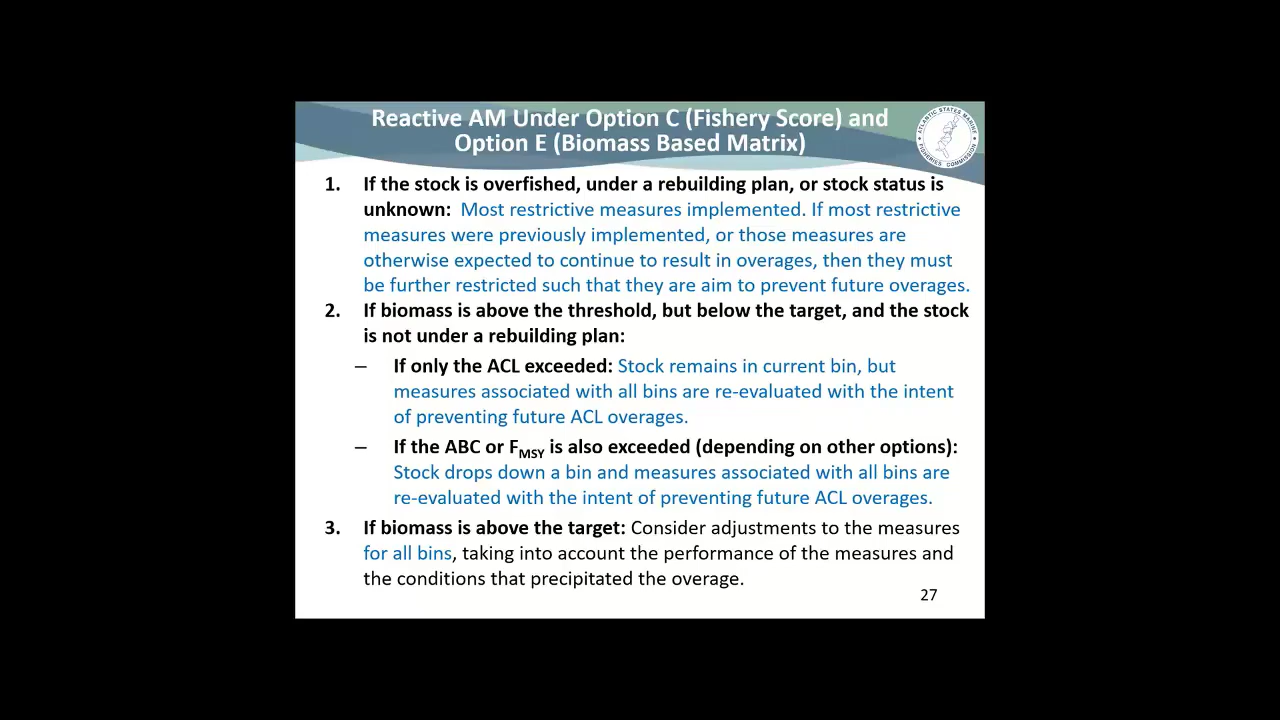 Reactive AM Under Option C (Fishery Score) and
Option E (Biomass Based Matrix)
ATLANTIC STATES MARINE
FISHERIES COMMISSION
1. If the stock is overfished, under a rebuilding plan, or stock status is
unknown: Most restrictive measures implemented. If most restrictive
measures were previously implemented, or those measures are
otherwise expected to continue to result in overages, then they must
be further restricted such that they are aim to prevent future overages.
2. If biomass is above the threshold, but below the target, and the stock
is not under a rebuilding plan:
– If only the ACL exceeded: Stock remains in current bin, but
measures associated with all bins are re-evaluated with the intent
of preventing future ACL overages.
– If the ABC or FMSY is also exceeded (depending on other options):
Stock drops down a bin and measures associated with all bins are
re-evaluated with the intent of preventing future ACL overages.
3. If biomass is above the target: Consider adjustments to the measures
for all bins, taking into account the performance of the measures and
the conditions that precipitated the overage.
27